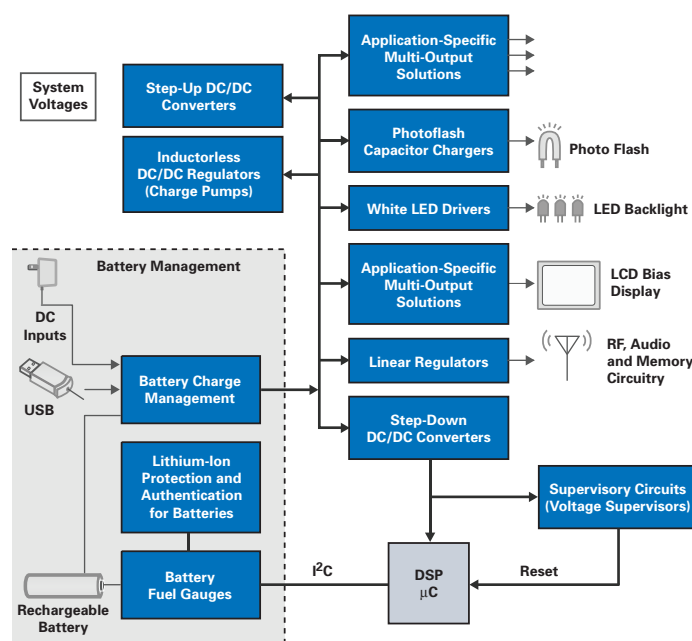 System
Voltages
Step-Up DC/DC
Converters
Inductorless
DC/DC Regulators
(Charge Pumps)
Application-Specific
Multi-Output
Solutions
Photoflash
Capacitor Chargers
Photo Flash
White LED Drivers
LED Backlight
Application-Specific
Multi-Output
Solutions
LCD Bias
Display
Linear Regulators
RF, Audio
and Memory
Circuitry
Step-Down
DC/DC Converters
Battery Management
DC
Inputs
USB
Battery Charge
Management
Lithium-Ion
Protection and
Authentication
for Batteries
Battery
Fuel Gauges
Rechargeable
Battery
I²C
DSP
µC
Reset
Supervisory Circuits
(Voltage Supervisors)